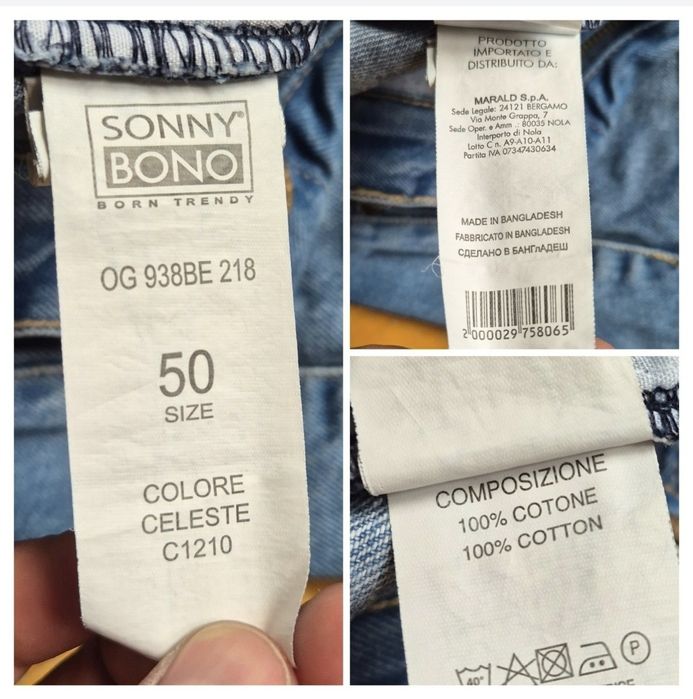 SONNY®
BONO
BORN TRENDY
OG 938BE 218
50
SIZE
COLORE
CELESTE
C1210
PRODOTTO
IMPORTATO E
DISTRIBUITO DA:
MARALD S.p.A.
Sede Legale: 24121 BERGAMO
Via Monte Grappa, 7
Sede Oper. e Amm .: 80035 NOLA
Interporto di Nola
Lotto C n. A9-A10-A11
Partita IVA 07347430634
MADE IN BANGLADESH
FABBRICATO IN BANGLADESH
СДЕЛАНО В БАНГлАДЕШ
2 000029 758065
COMPOSIZIONE
100% COTONE
100% COTTON
40° P